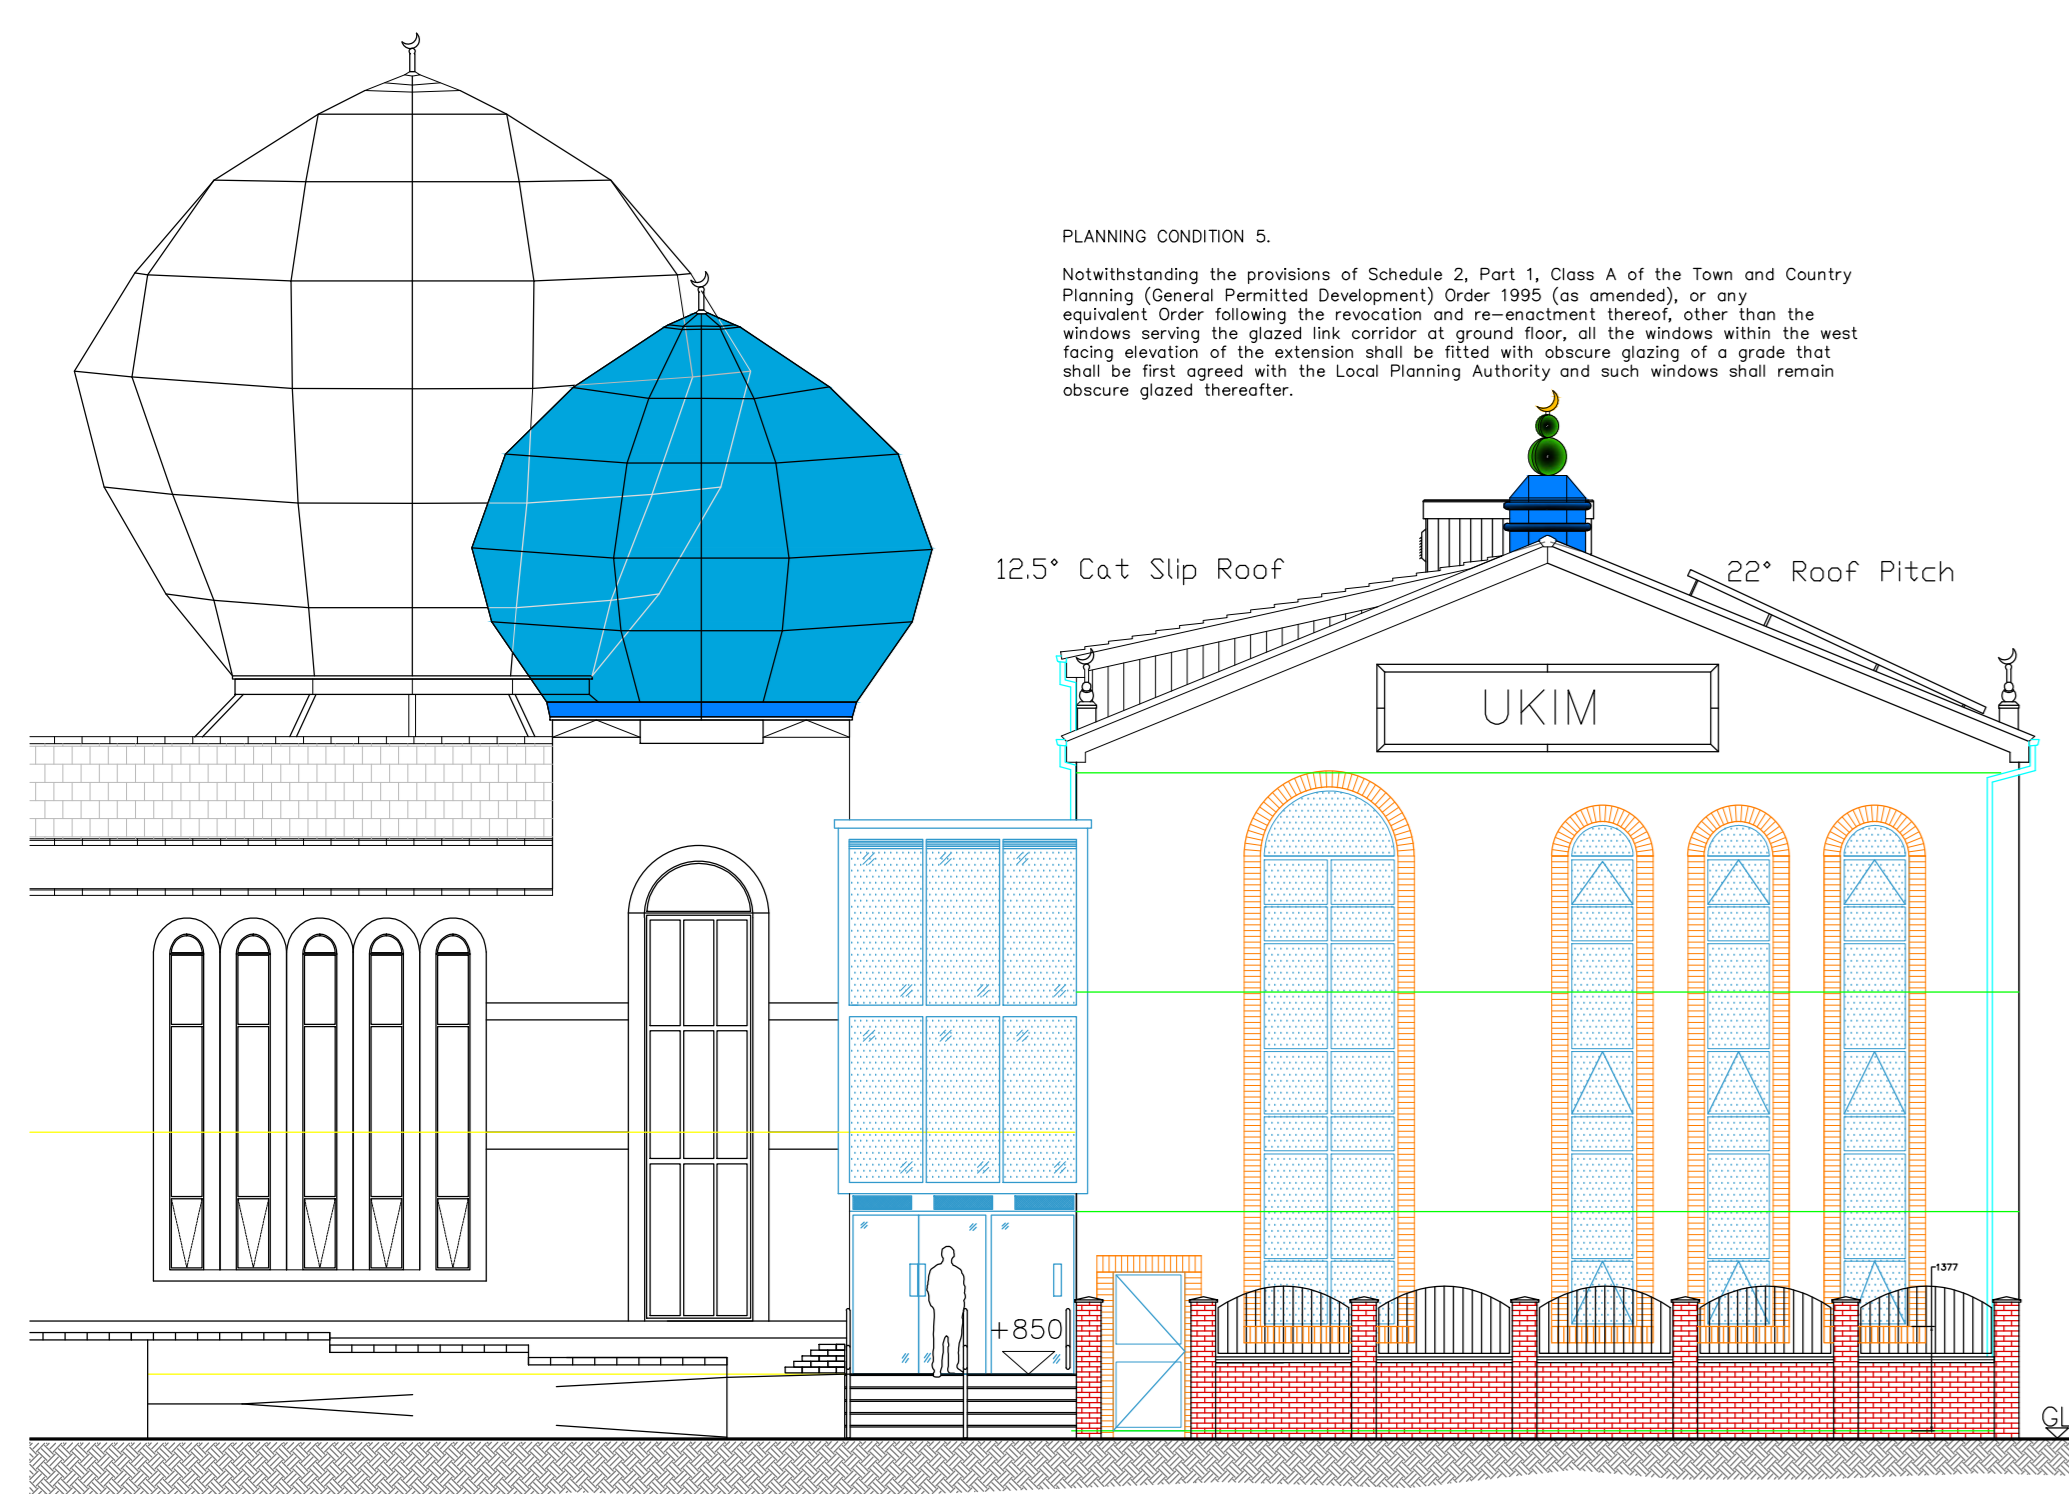 PLANNING CONDITION 5.
Notwithstanding the provisions of Schedule 2, Part 1, Class A of the Town and Country
Planning (General Permitted Development) Order 1995 (as amended), or any
equivalent Order following the revocation and re-enactment thereof, other than the
windows serving the glazed link corridor at ground floor, all the windows within the west
facing elevation of the extension shall be fitted with obscure glazing of a grade that
shall be first agreed with the Local Planning Authority and such windows shall remain
obscure glazed thereafter.
12.5° Cat Slip Roof
22° Roof Pitch
UKIM
1377
+850
GL